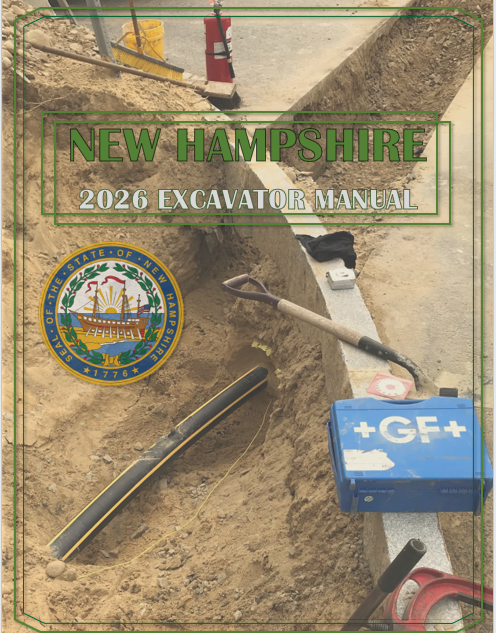 NEW HAMPSHIRE
2026 EXCAVATOR MANUAL
SEAL OF THE STATE OF NEW HAMPSHIRE
1776
+GF+